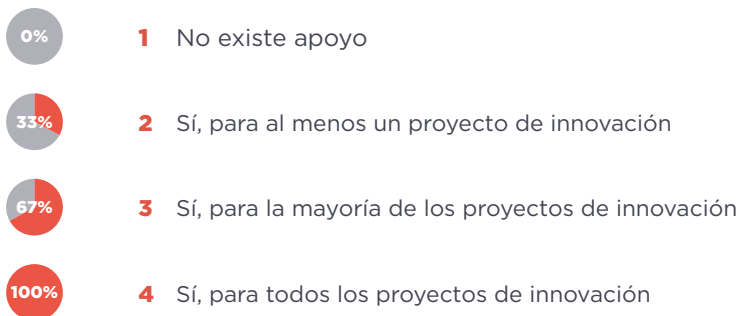 0% 1 No existe apoyo
33% 2 Sí, para al menos un proyecto de innovación
67% 3 Sí, para la mayoría de los proyectos de innovación
100% 4 Sí, para todos los proyectos de innovación